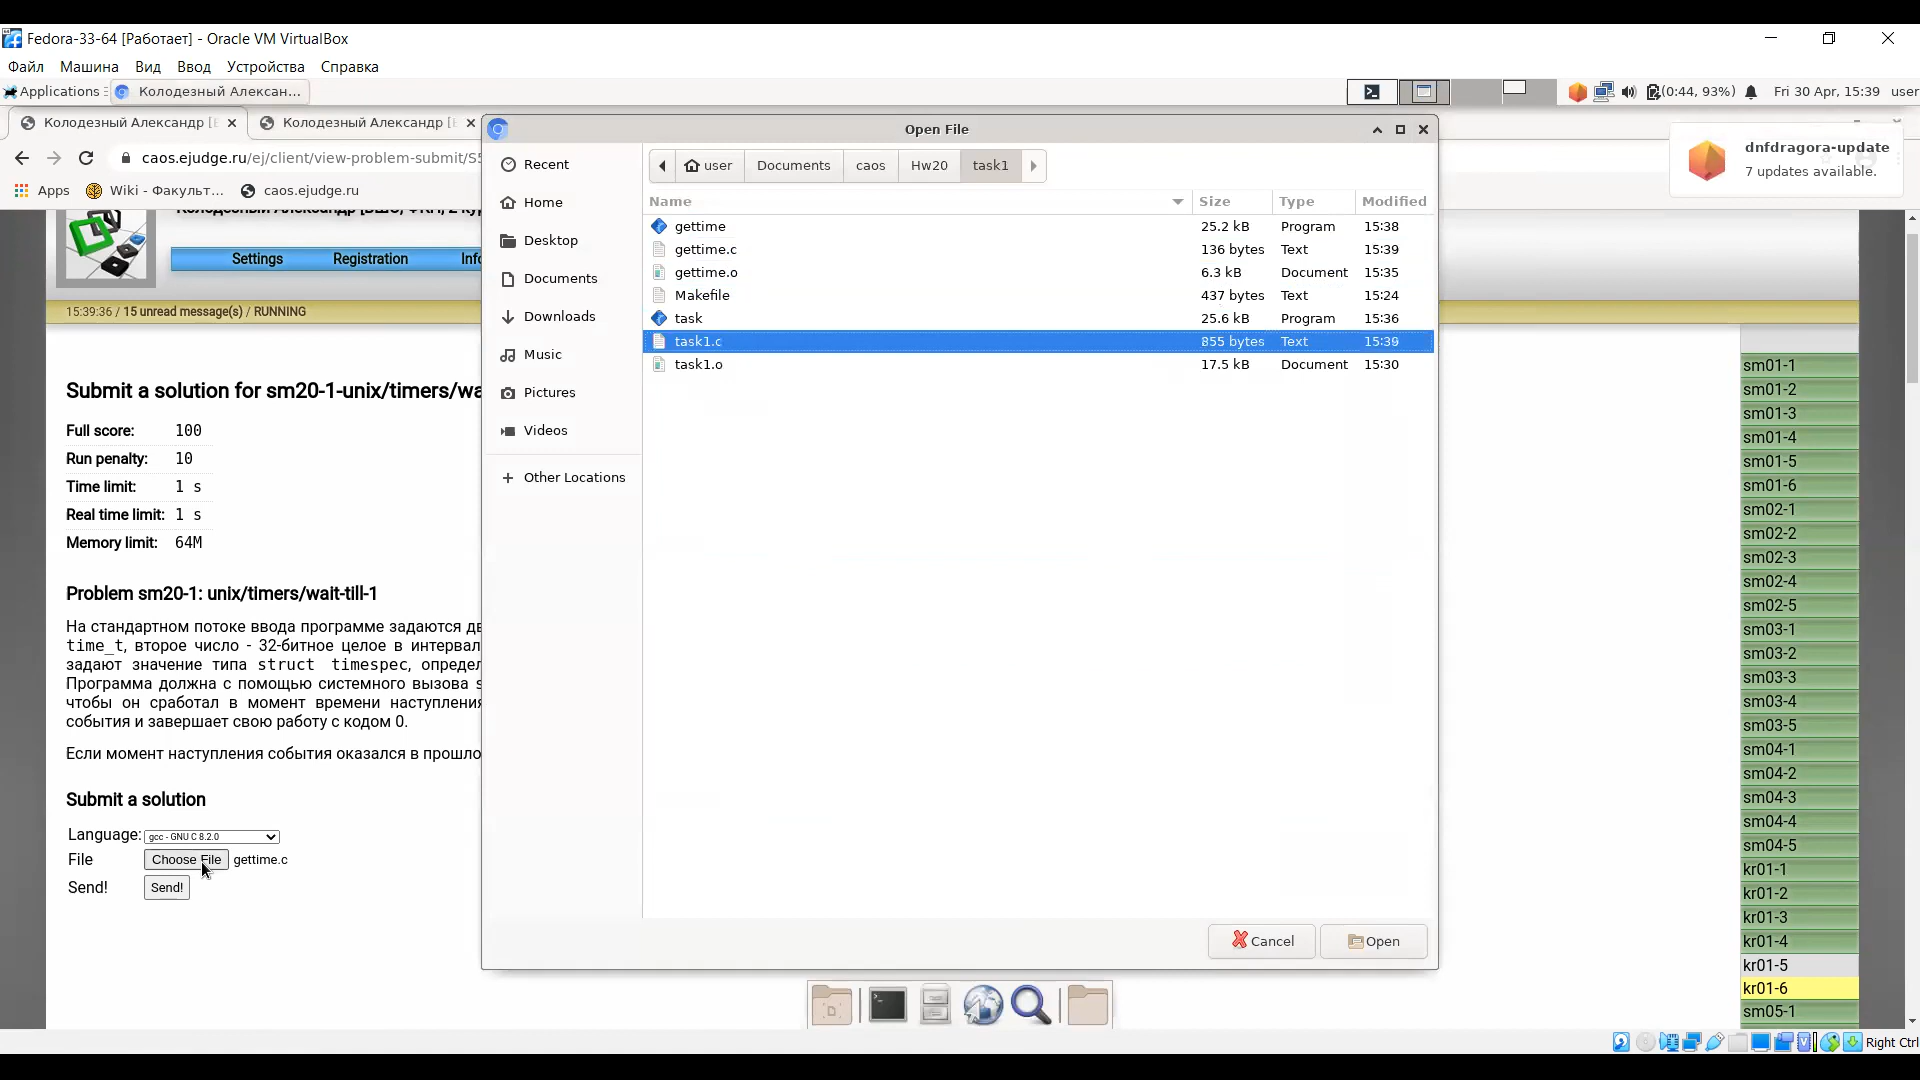 Fedora-33-64 [Работает] - Oracle VM VirtualBox
Файл Машина Вид Ввод Устройства Справка
Applications Колодезный Александ... (0:44, 93%) Fri 30 Apr, 15:39 user
Колодезный Александр [ Колодезный Александр [
caos.ejudge.ru/ej/client/view-problem-submit/S
Apps Wiki - Факульт... caos.ejudge.ru
dnfdragora-update
7 updates available.
Open File
Recent
Home
Desktop
Documents
Downloads
Music
Pictures
Videos
Other Locations
user Documents caos Hw20 task1
Name Size Type Modified
gettime 25.2 kB Program 15:38
gettime.c 136 bytes Text 15:39
gettime.o 6.3 kB Document 15:35
Makefile 437 bytes Text 15:24
task 25.6 kB Program 15:36
task1.c 855 bytes Text 15:39
task1.o 17.5 kB Document 15:30
Cancel Open
Settings Registration Info
15:39:36 / 15 unread message(s) / RUNNING
Submit a solution for sm20-1-unix/timers/wa
Full score: 100
Run penalty: 10
Time limit: 1 s
Real time limit: 1 s
Memory limit: 64M
Problem sm20-1: unix/timers/wait-till-1
На стандартном потоке ввода программе задаются дв
time_t, второе число - 32-битное целое в интервал
задают значение типа struct timespec, определ
Программа должна с помощью системного вызова s
чтобы он сработал в момент времени наступления
события и завершает свою работу с кодом 0.
Если момент наступления события оказался в прошло
Submit a solution
Language: gcc - GNU C 8.2.0
File Choose File gettime.c
Send! Send!
sm01-1
sm01-2
sm01-3
sm01-4
sm01-5
sm01-6
sm02-1
sm02-2
sm02-3
sm02-4
sm02-5
sm03-1
sm03-2
sm03-3
sm03-4
sm03-5
sm04-1
sm04-2
sm04-3
sm04-4
sm04-5
kr01-1
kr01-2
kr01-3
kr01-4
kr01-5
kr01-6
sm05-1
Right Ctrl